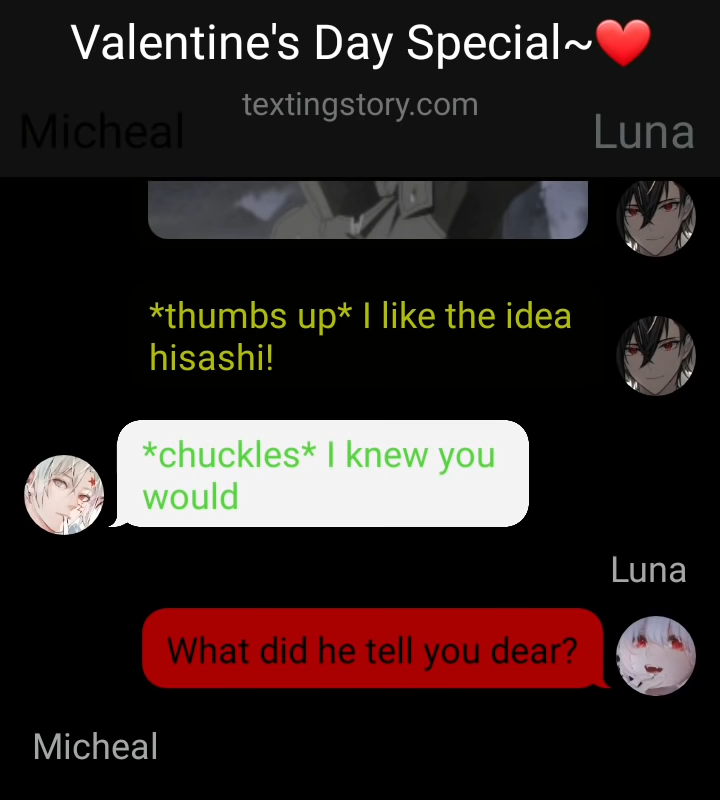 Valentine's Day Special~❤️
textingstory.com
Micheal
Luna
*thumbs up* I like the idea
hisashi!
*chuckles* I knew you
would
Luna
What did he tell you dear?
Micheal